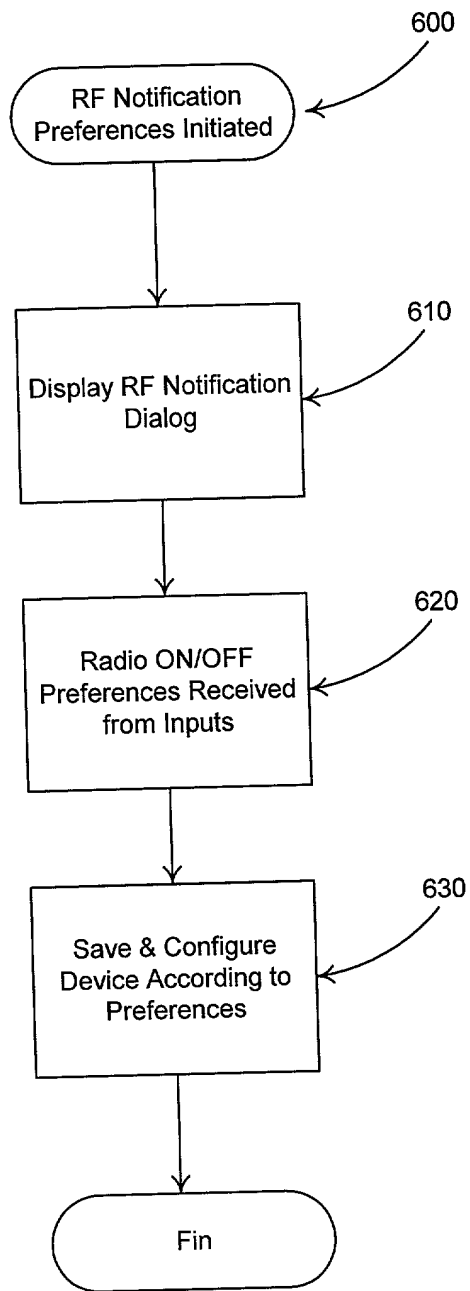 600
RF Notification
Preferences Initiated
610
Display RF Notification
Dialog
620
Radio ON/OFF
Preferences Received
from Inputs
630
Save & Configure
Device According to
Preferences
Fin